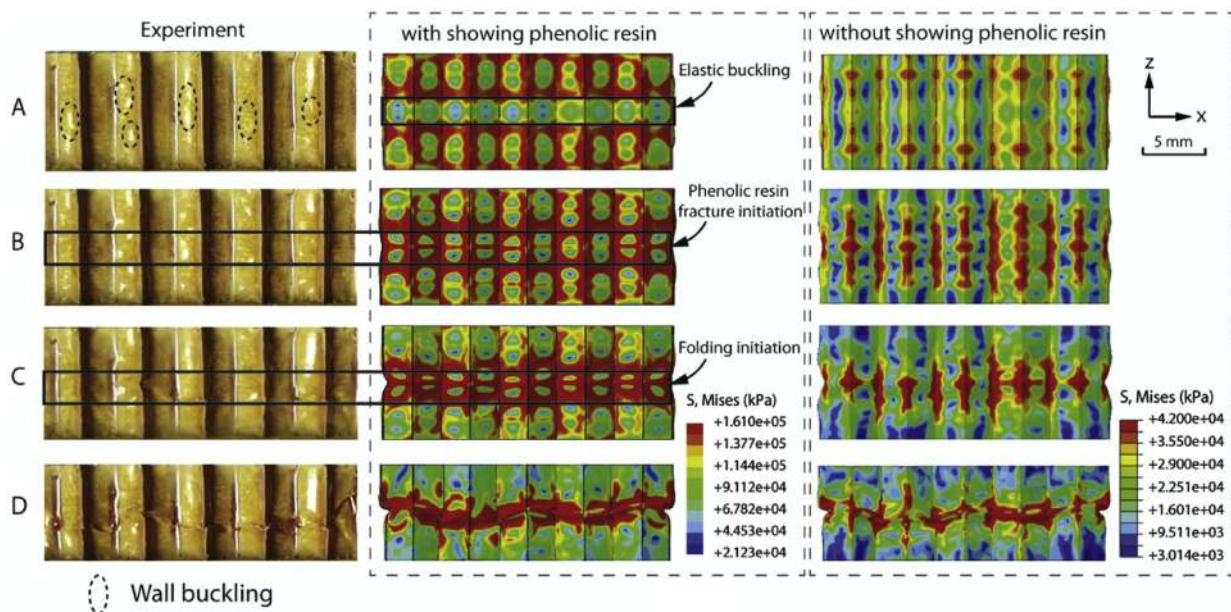 Experiment
with showing phenolic resin
without showing phenolic resin
A
Elastic buckling
Z
X
5 mm
B
Phenolic resin
fracture initiation
C
Folding initiation
S, Mises (kPa)
+1.610e+05
+1.377e+05
+1.144e+05
+9.112e+04
+6.782e+04
+4.453e+04
+2.123e+04
S, Mises (kPa)
+4.200e+04
+3.550e+04
+2.900e+04
+2.251e+04
+1.601e+04
+9.511e+03
+3.014e+03
D
Wall buckling